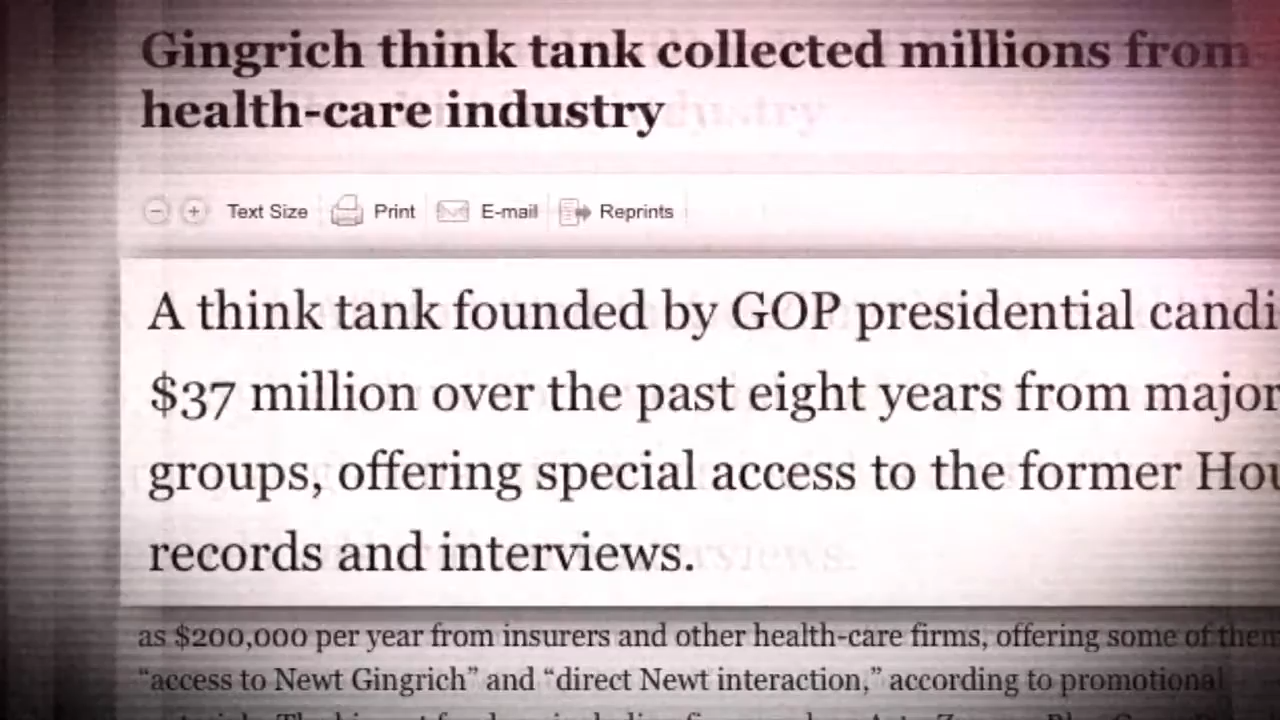 Gingrich think tank collected millions from
health-care industry
Text Size Print E-mail Reprints
A think tank founded by GOP presidential candi
$37 million over the past eight years from major
groups, offering special access to the former Hou
records and interviews.
as $200,000 per year from insurers and other health-care firms, offering some of them
“access to Newt Gingrich” and “direct Newt interaction,” according to promotional